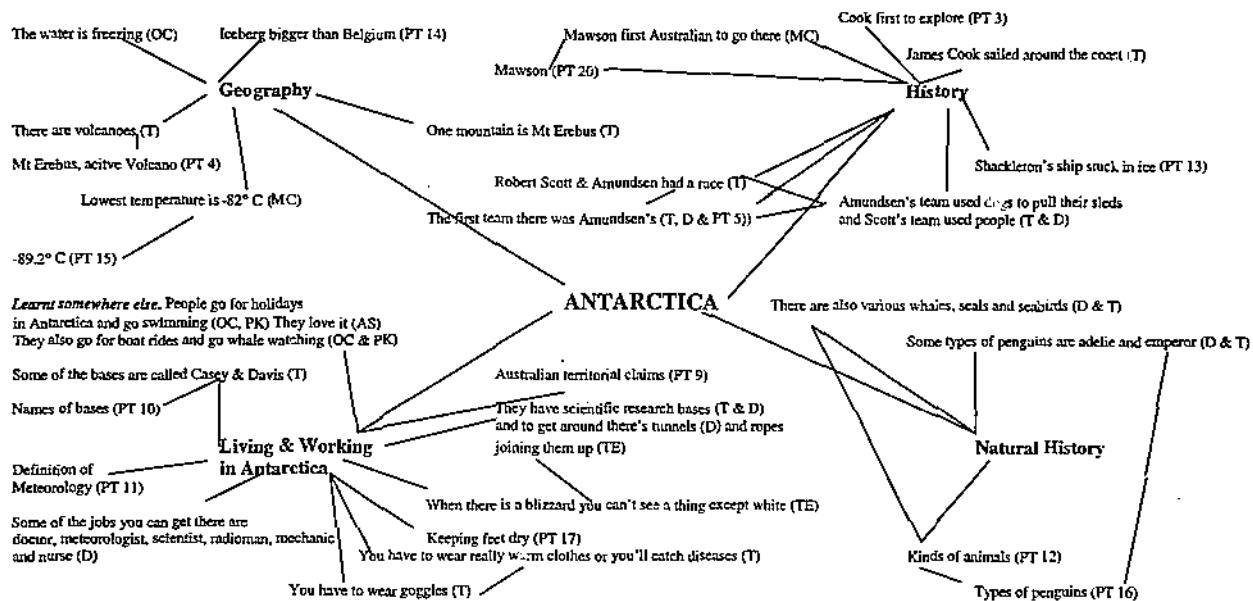 Cook first to explore (PT 3)
The water is freezing (OC)
Iceberg bigger than Belgium (PT 14)
Mawson first Australian to go there (MC)
James Cook sailed around the coast (T)
Mawson (PT 20)
Geography
History
There are volcanoes (T)
One mountain is Mt Erebus (T)
Mt Erebus, acitve Volcano (PT 4)
Shackleton's ship stuck in ice (PT 13)
Robert Scott & Amundsen had a race (T)
Lowest temperature is -82° C (MC)
Amundsen's team used dogs to pull their sleds
and Scott's team used people (T & D)
The first team there was Amundsen's (T, D & PT 5))
-89.2° C (PT 15)
ANTARCTICA
Learnt somewhere else. People go for holidays
in Antarctica and go swimming (OC, PK) They love it (AS)
They also go for boat rides and go whale watching (OC & PK)
There are also various whales, seals and seabirds (D & T)
Some types of penguins are adelie and emperor (D & T)
Some of the bases are called Casey & Davis (T)
Australian territorial claims (PT 9)
Names of bases (PT 10)
They have scientific research bases (T & D)
and to get around there's tunnels (D) and ropes
joining them up (TE)
Living & Working
in Antarctica
Natural History
Definition of
Meteorology (PT 11)
When there is a blizzard you can't see a thing except white (TE)
Some of the jobs you can get there are
doctor, meteorologist, scientist, radioman, mechanic
and nurse (D)
Keeping feet dry (PT 17)
You have to wear really warm clothes or you'll catch diseases (T)
Kinds of animals (PT 12)
You have to wear goggles (T)
Types of penguins (PT 16)